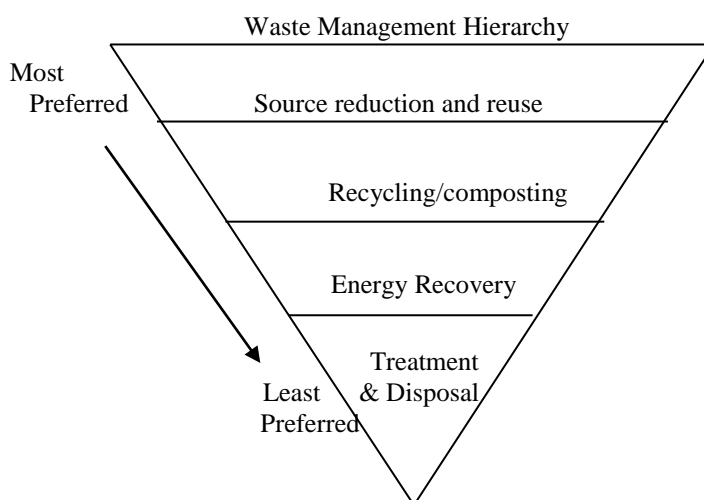 Waste Management Hierarchy
Most
Preferred
Source reduction and reuse
Recycling/composting
Energy Recovery
Treatment
& Disposal
Least
Preferred